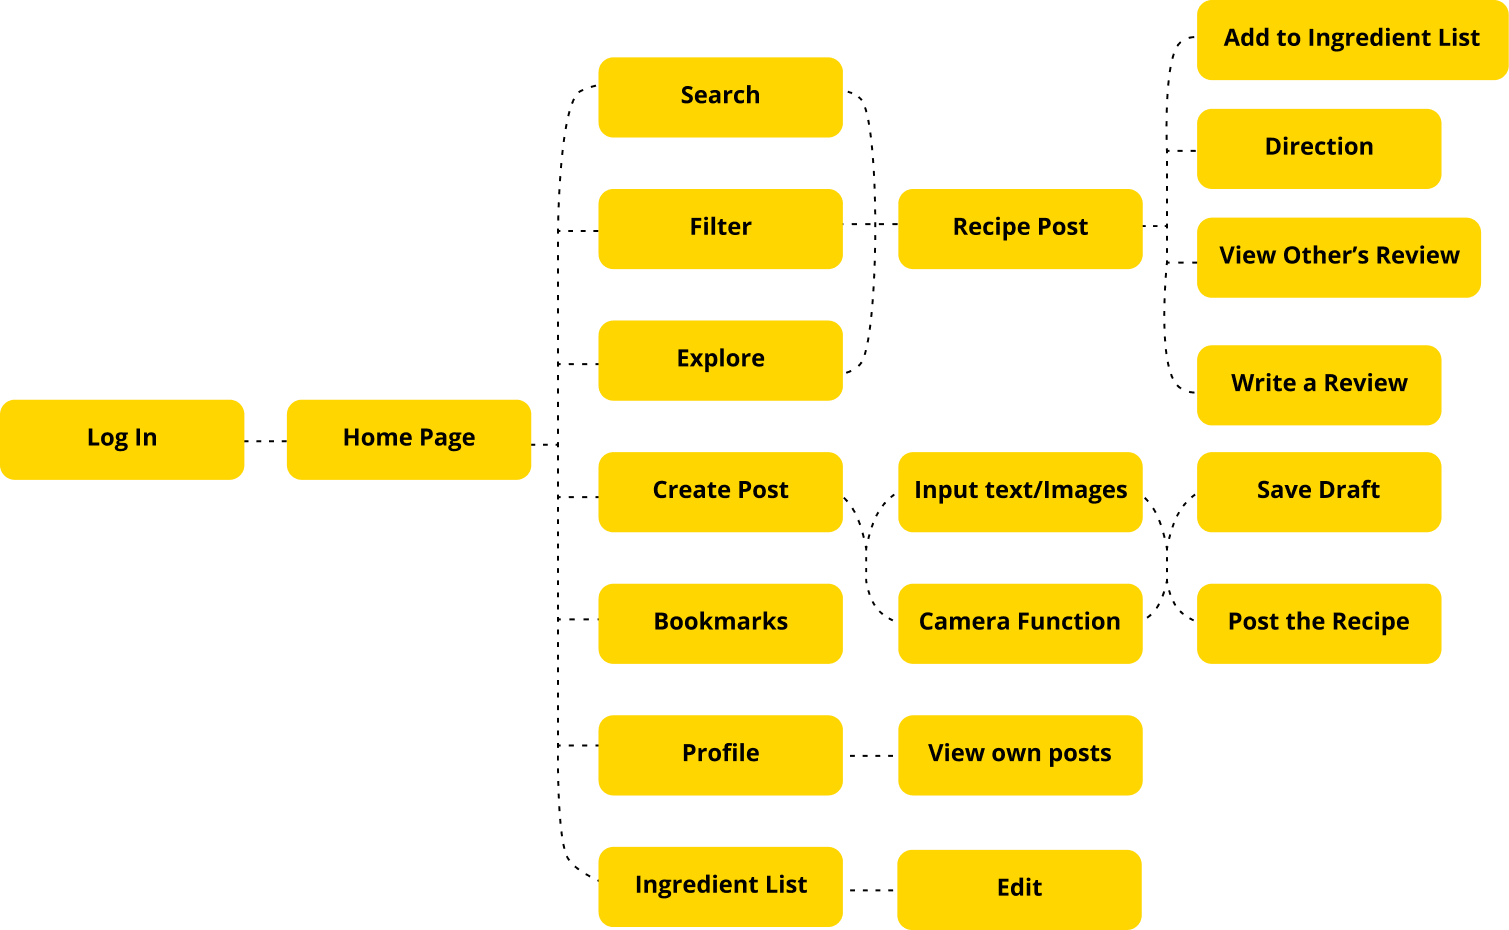 Log In
Home Page
Search
Filter
Explore
Create Post
Bookmarks
Profile
Ingredient List
Recipe Post
Input text/Images
Camera Function
View own posts
Edit
Add to Ingredient List
Direction
View Other’s Review
Write a Review
Save Draft
Post the Recipe